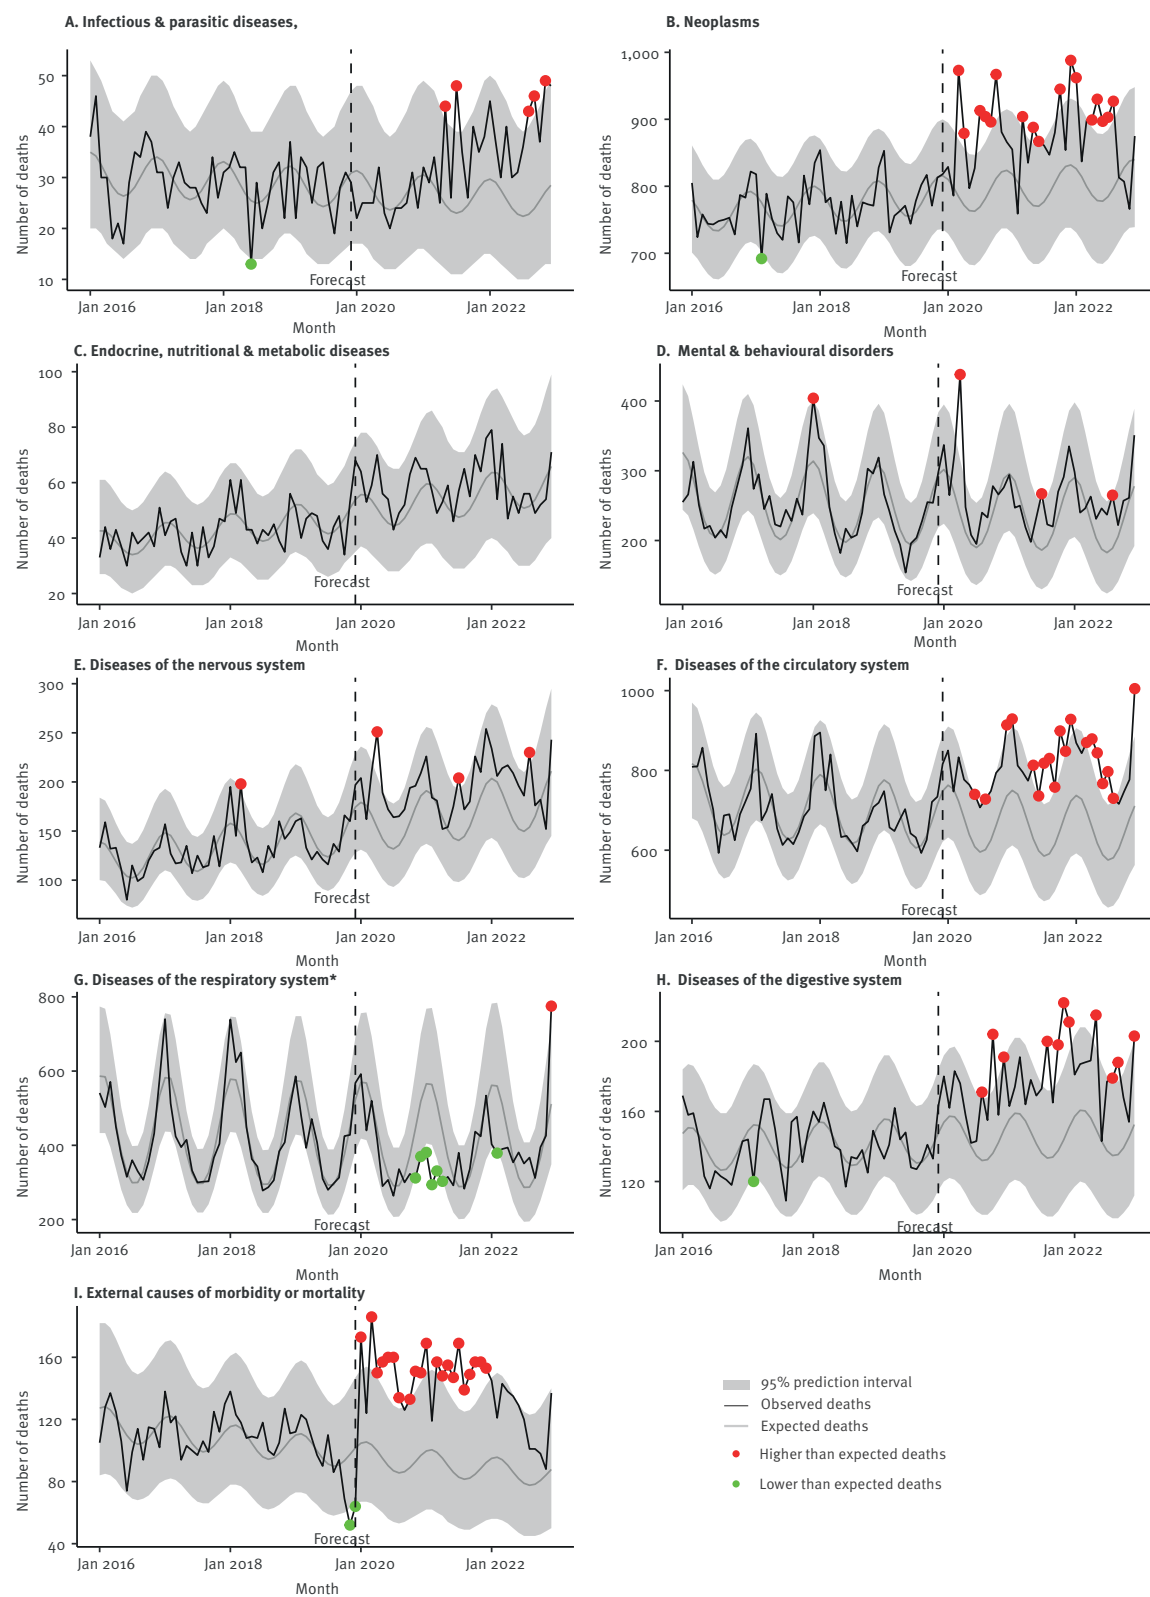 A. Infectious & parasitic diseases,
Number of deaths
50
40
30
20
10
Forecast
Jan 2016 Jan 2018 Jan 2020 Jan 2022
Month
B. Neoplasms
Number of deaths
1,000
900
800
700
Forecast
Jan 2016 Jan 2018 Jan 2020 Jan 2022
Month
C. Endocrine, nutritional & metabolic diseases
Number of deaths
100
80
60
40
20
Forecast
Jan 2016 Jan 2018 Jan 2020 Jan 2022
Month
D. Mental & behavioural disorders
Number of deaths
400
300
200
Forecast
Jan 2016 Jan 2018 Jan 2020 Jan 2022
Month
E. Diseases of the nervous system
Number of deaths
300
250
200
150
100
Forecast
Jan 2016 Jan 2018 Jan 2020 Jan 2022
Month
F. Diseases of the circulatory system
Number of deaths
1000
800
600
Forecast
Jan 2016 Jan 2018 Jan 2020 Jan 2022
Month
G. Diseases of the respiratory system*
Number of deaths
800
600
400
200
Forecast
Jan 2016 Jan 2018 Jan 2020 Jan 2022
Month
H. Diseases of the digestive system
Number of deaths
200
160
120
Forecast
Jan 2016 Jan 2018 Jan 2020 Jan 2022
Month
I. External causes of morbidity or mortality
Number of deaths
160
120
80
40
Forecast
Jan 2016 Jan 2018 Jan 2020 Jan 2022
Month
95% prediction interval
Observed deaths
Expected deaths
Higher than expected deaths
Lower than expected deaths